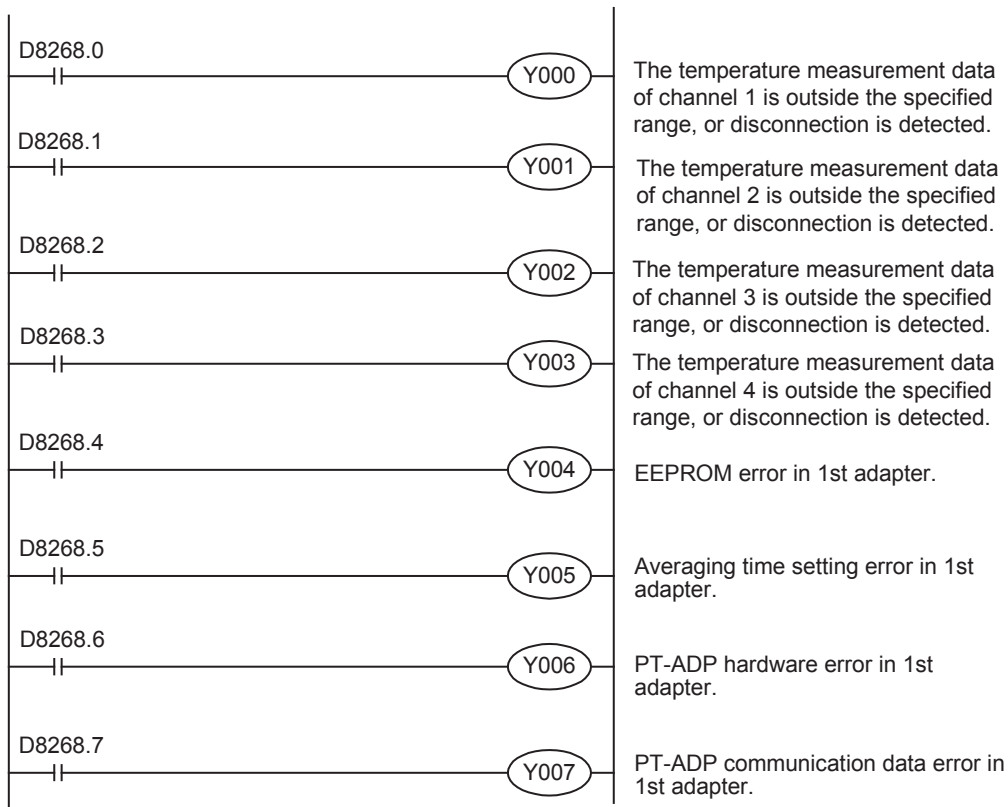 D8268.0
Y000
The temperature measurement data
of channel 1 is outside the specified
range, or disconnection is detected.
D8268.1
Y001
The temperature measurement data
of channel 2 is outside the specified
range, or disconnection is detected.
D8268.2
Y002
The temperature measurement data
of channel 3 is outside the specified
range, or disconnection is detected.
D8268.3
Y003
The temperature measurement data
of channel 4 is outside the specified
range, or disconnection is detected.
D8268.4
Y004
EEPROM error in 1st adapter.
D8268.5
Y005
Averaging time setting error in 1st
adapter.
D8268.6
Y006
PT-ADP hardware error in 1st
adapter.
D8268.7
Y007
PT-ADP communication data error in
1st adapter.